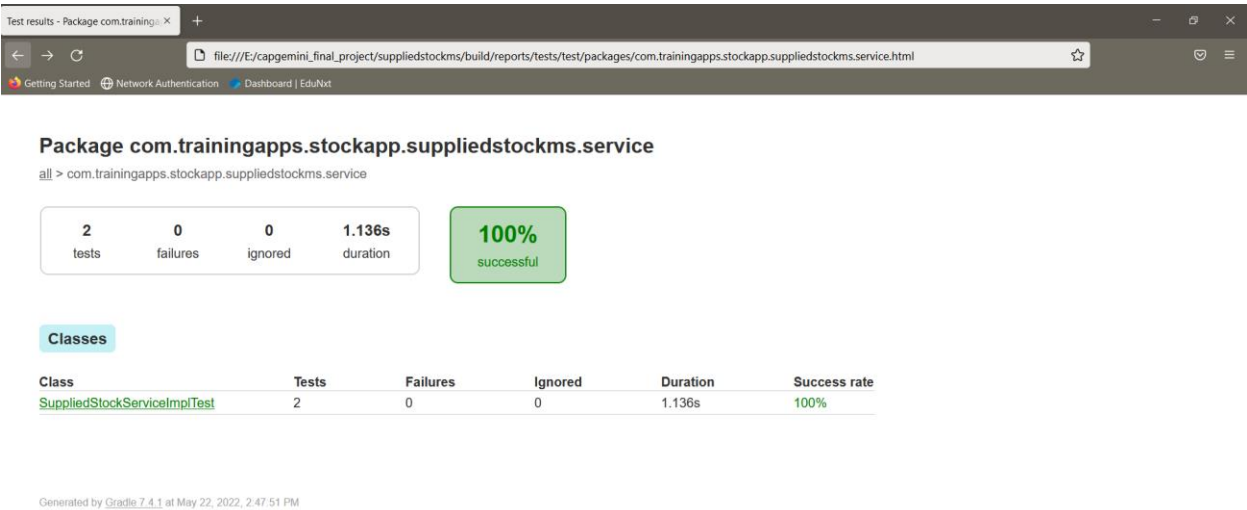 Test results - Package com.traininga
file:///E:/capgemini_final_project/suppliedstockms/build/reports/tests/test/packages/com.trainingapps.stockapp.suppliedstockms.service.html
Getting Started Network Authentication Dashboard | EduNxt
Package com.trainingapps.stockapp.suppliedstockms.service
all > com.trainingapps.stockapp.suppliedstockms.service
2 0 0 1.136s
tests failures ignored duration
100%
successful
Classes
Class Tests Failures Ignored Duration Success rate
SuppliedStockServiceImplTest 2 0 0 1.136s 100%
Generated by Gradle 7.4.1 at May 22, 2022, 2:47:51 PM